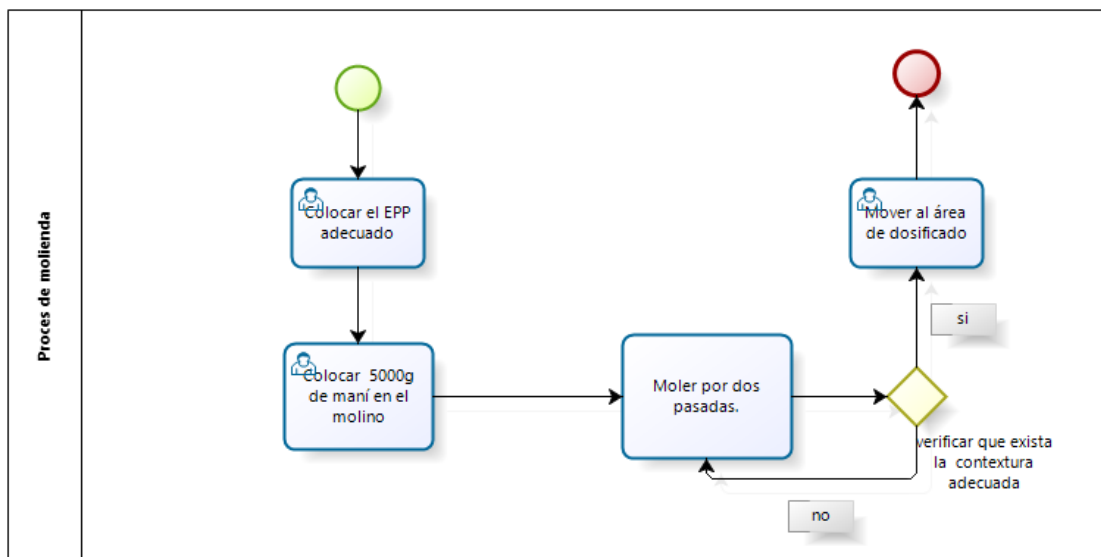 Proces de molienda
Colocar el EPP
adecuado
Colocar 5000g
de maní en el
molino
Moler por dos
pasadas.
verificar que exista
la contextura
adecuada
no
si
Mover al área
de dosificado